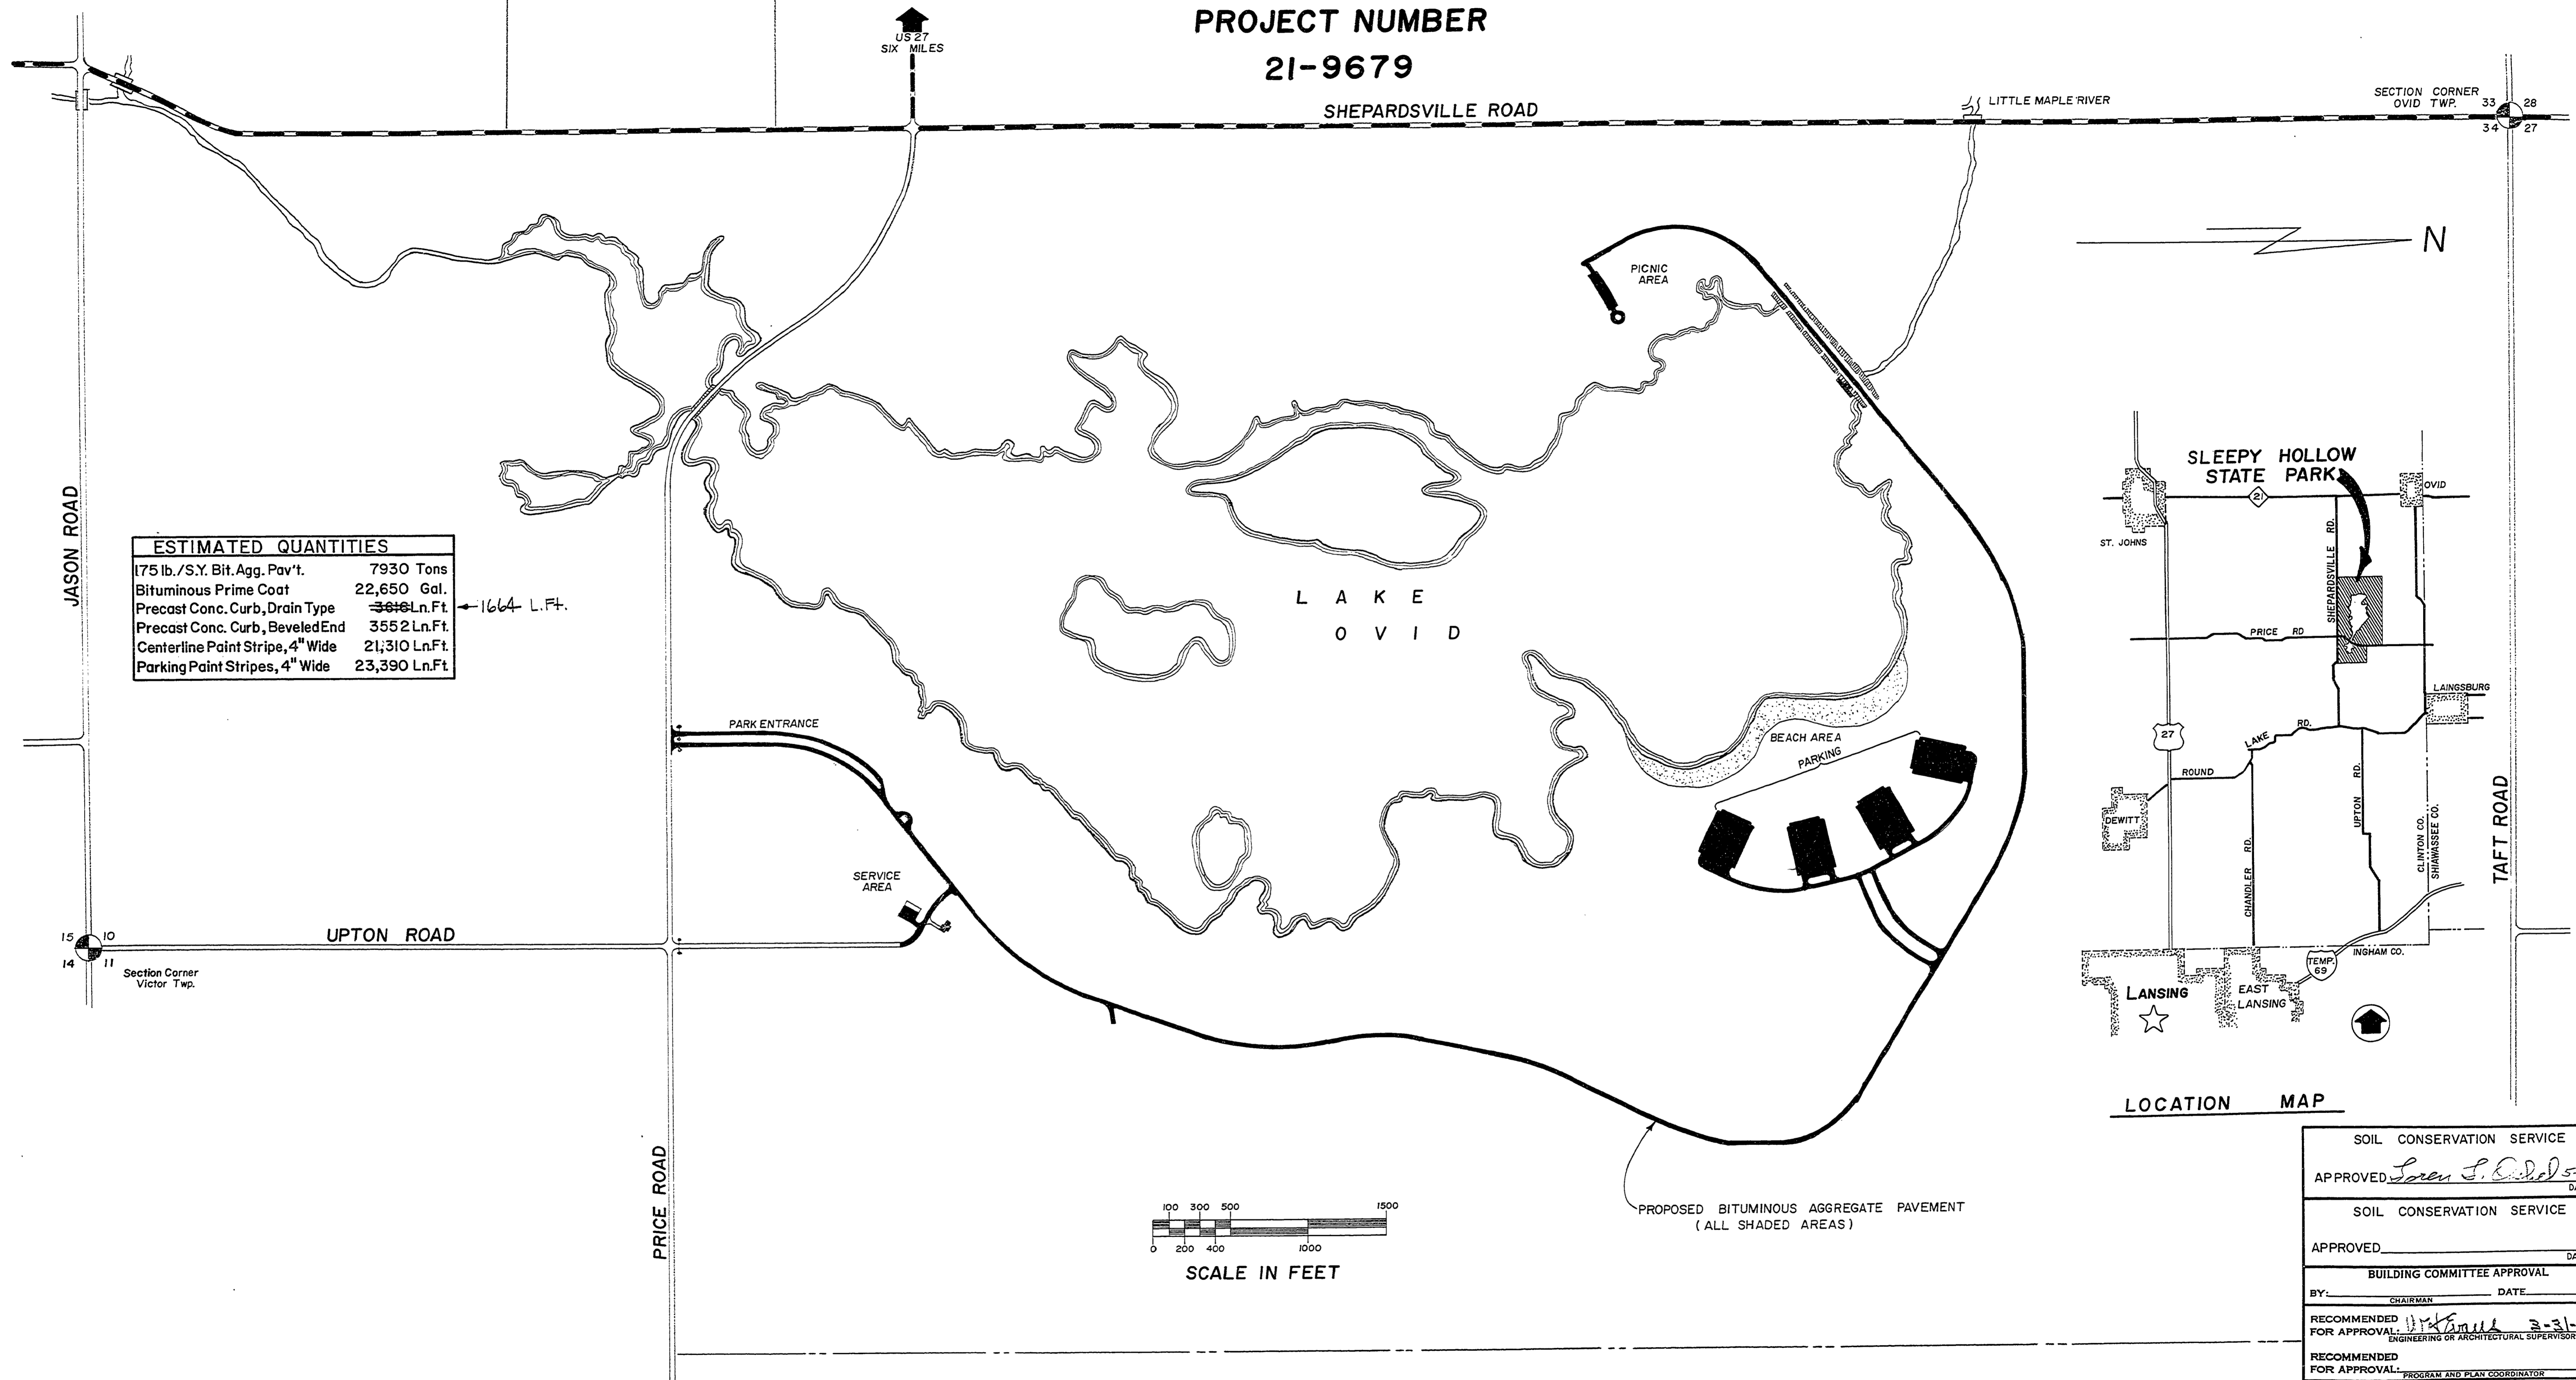 PROJECT NUMBER
21-9679
US 27
SIX MILES
SHEPARDSVILLE ROAD
LITTLE MAPLE RIVER
SECTION CORNER
OVID TWP.
33 28
34 27
N
PICNIC
AREA
JASON ROAD
ESTIMATED QUANTITIES
175 lb./S.Y. Bit. Agg. Pav't. 7930 Tons
Bituminous Prime Coat 22,650 Gal.
Precast Conc. Curb, Drain Type 3616 Ln.Ft. 1664 L.Ft.
Precast Conc. Curb, Beveled End 3552 Ln.Ft.
Centerline Paint Stripe, 4" Wide 21,310 Ln.Ft.
Parking Paint Stripes, 4" Wide 23,390 Ln.Ft.
LAKE
OVID
PARK ENTRANCE
BEACH AREA
PARKING
SERVICE
AREA
UPTON ROAD
15 10
14 11
Section Corner
Victor Twp.
PRICE ROAD
TAFT ROAD
SLEEPY HOLLOW
STATE PARK
21
OVID
ST. JOHNS
SHEPARDSVILLE RD.
PRICE RD
LAINGSBURG
27
ROUND LAKE RD.
DEWITT
CHANDLER RD.
UPTON RD.
CLINTON CO.
SHIAWASSEE CO.
INGHAM CO.
TEMP.
69
LANSING
EAST
LANSING
LOCATION MAP
PROPOSED BITUMINOUS AGGREGATE PAVEMENT
(ALL SHADED AREAS)
100 300 500 1500
0 200 400 1000
SCALE IN FEET
SOIL CONSERVATION SERVICE
APPROVED Loren L.
SOIL CONSERVATION SERVICE
APPROVED
BUILDING COMMITTEE APPROVAL
BY: DATE
CHAIRMAN
RECOMMENDED
FOR APPROVAL: 3-31-
ENGINEERING OR ARCHITECTURAL SUPERVISOR
RECOMMENDED
FOR APPROVAL:
PROGRAM AND PLAN COORDINATOR